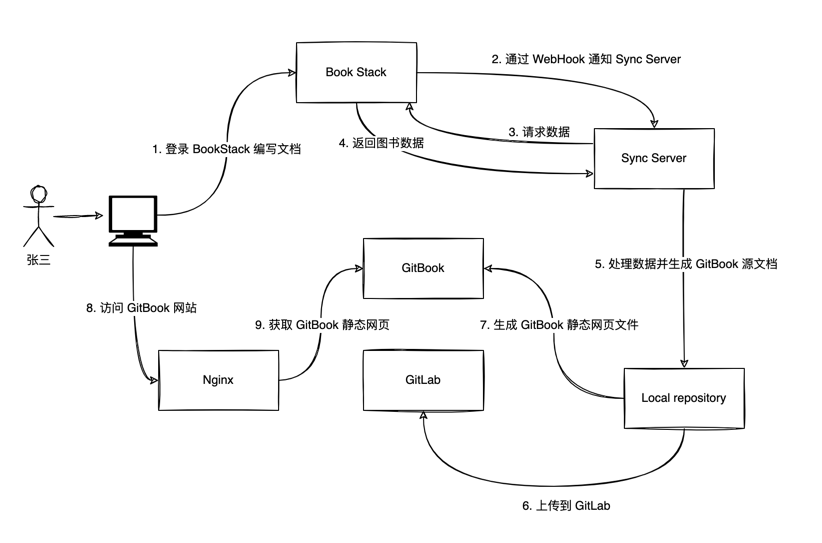 Book Stack
2. 通过 WebHook 通知 Sync Server
1. 登录 BookStack 编写文档
4. 返回图书数据
3. 请求数据
Sync Server
张三
GitBook
5. 处理数据并生成 GitBook 源文档
8. 访问 GitBook 网站
9. 获取 GitBook 静态网页
7. 生成 GitBook 静态网页文件
Nginx
GitLab
Local repository
6. 上传到 GitLab